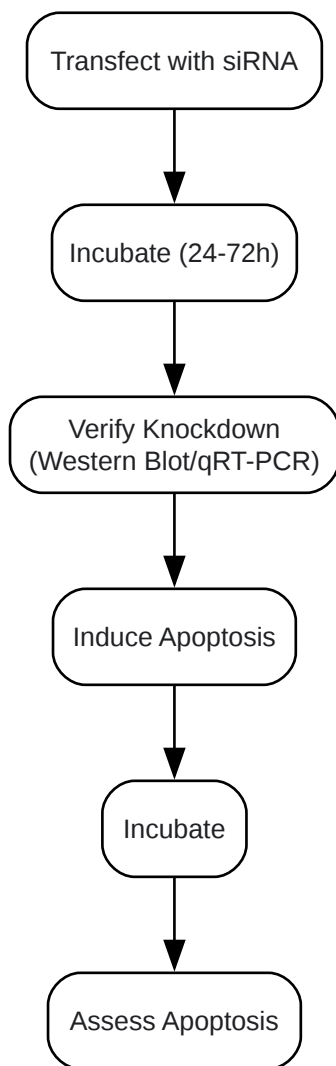 Transfect with siRNA
Incubate (24-72h)
Verify Knockdown
(Western Blot/qRT-PCR)
Induce Apoptosis
Incubate
Assess Apoptosis